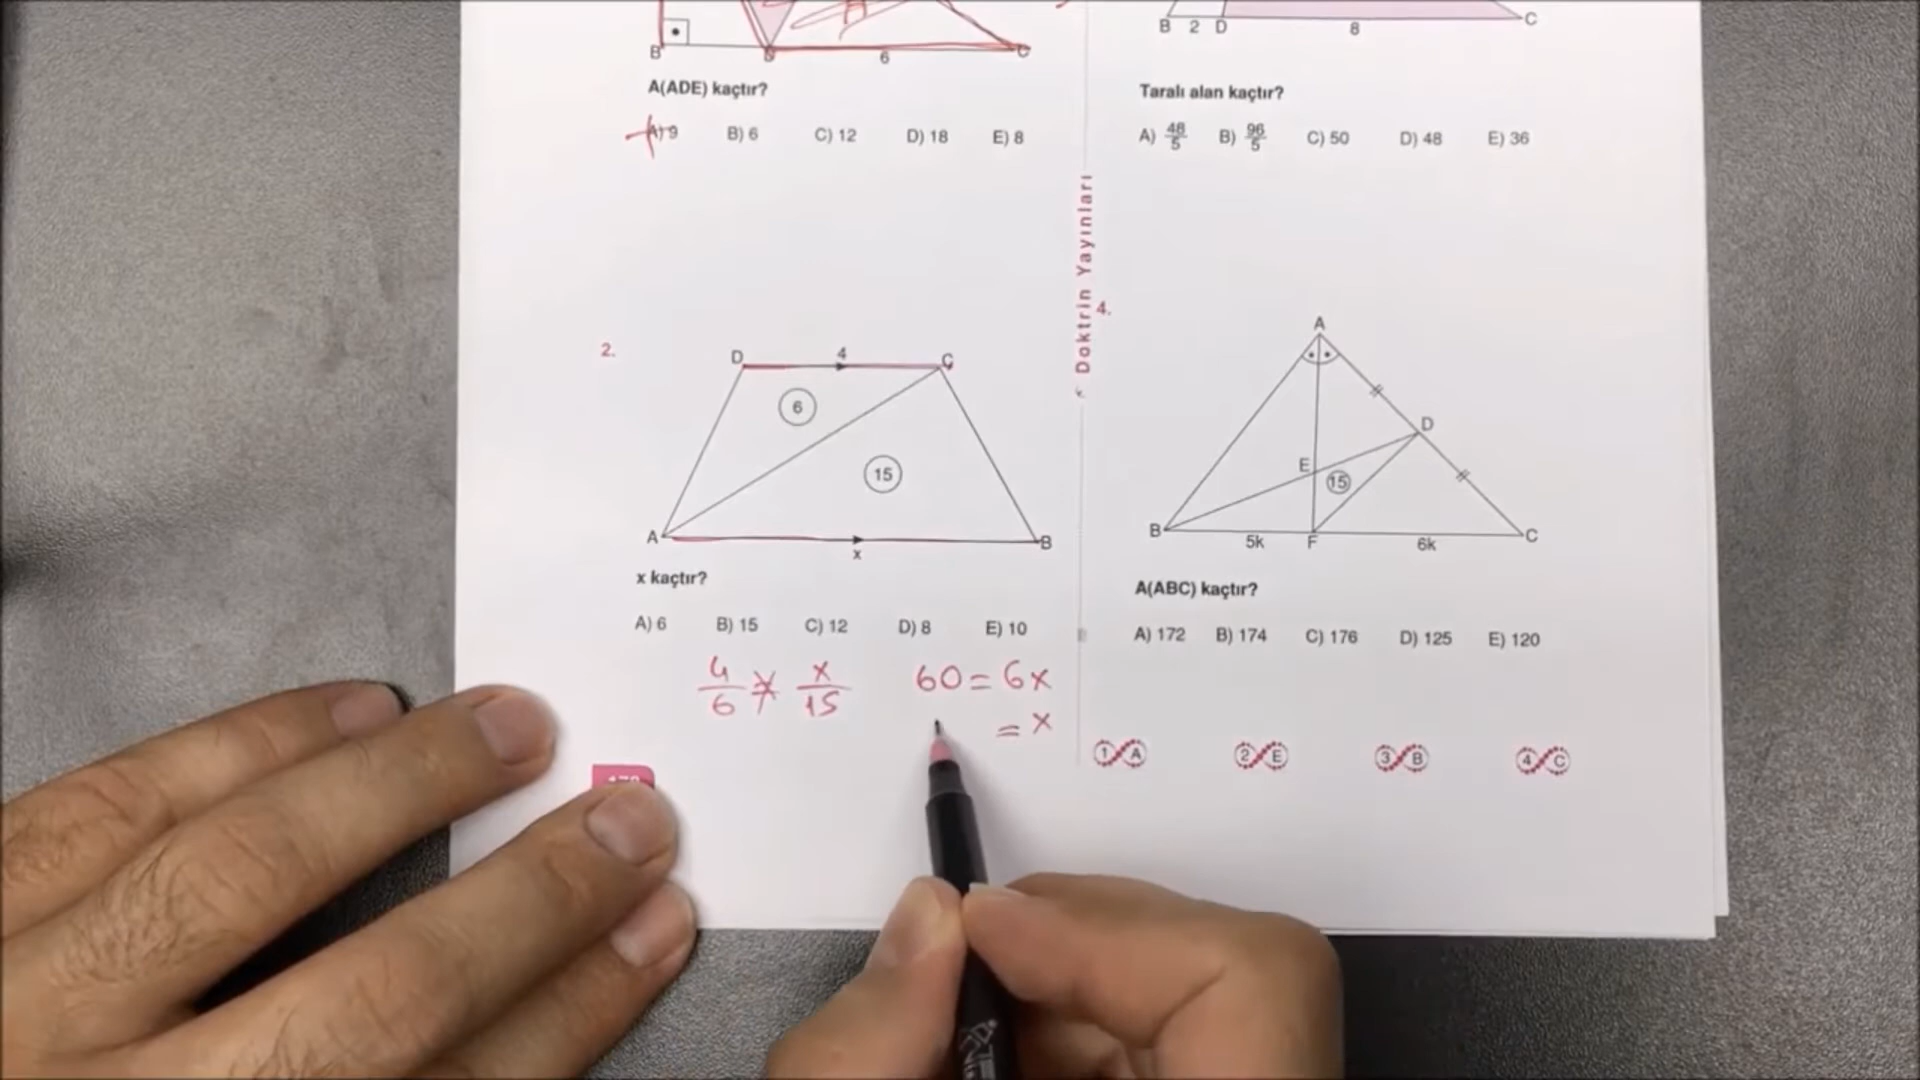 B
D
6
C
A(ADE) kaçtır?
A) 9 B) 6 C) 12 D) 18 E) 8
2.
D 4 C
6
15
A x B
x kaçtır?
A) 6 B) 15 C) 12 D) 8 E) 10
4/6 = x/15
60 = 6x
= x
Doktrin Yayınları
B 2 D 8 C
Taralı alan kaçtır?
A) 48/5 B) 96/5 C) 50 D) 48 E) 36
4.
A
D
E
15
B 5k F 6k C
A(ABC) kaçtır?
A) 172 B) 174 C) 176 D) 125 E) 120
1 A 2 E 3 B 4 C